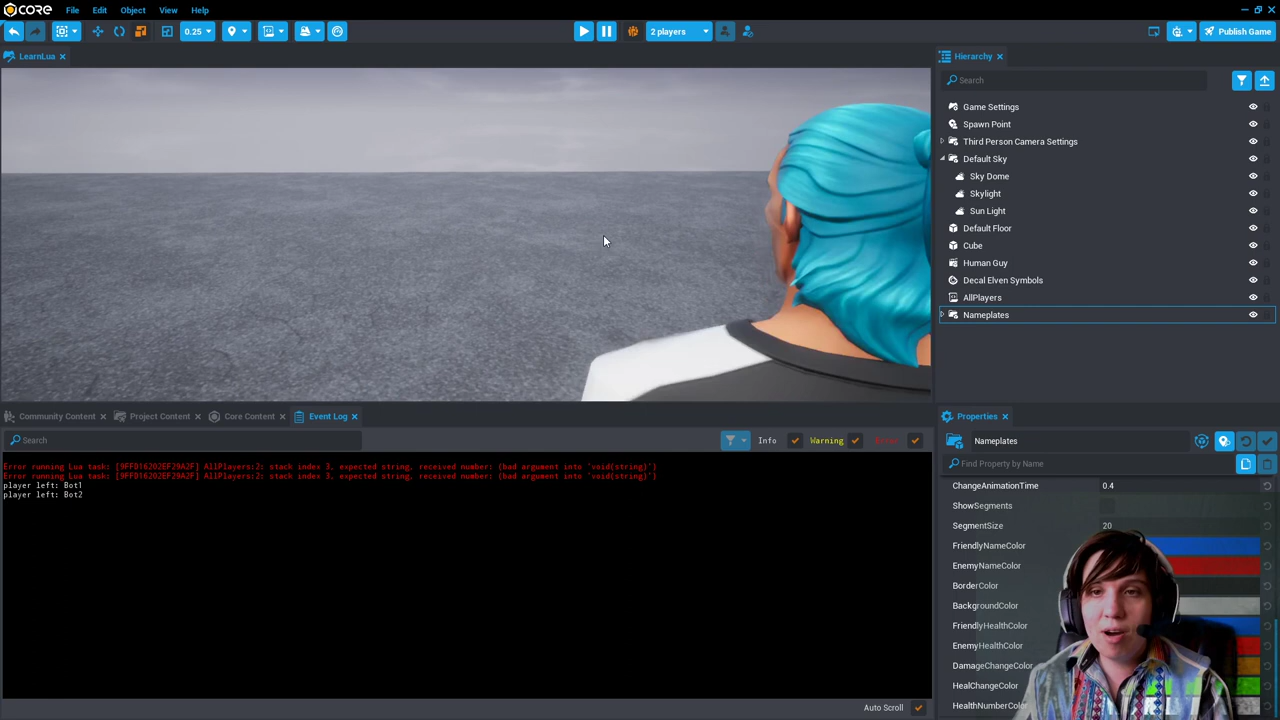 CORE File Edit Object View Help
0.25 2 players Publish Game
LearnLua
Hierarchy
Search
Game Settings
Spawn Point
Third Person Camera Settings
Default Sky
Sky Dome
Skylight
Sun Light
Default Floor
Cube
Human Guy
Decal Elven Symbols
AllPlayers
Nameplates
Community Content Project Content Core Content Event Log
Search Info Warning Error
Error running Lua task: [9FFD16202EF29A2F] AllPlayers:2: stack index 3, expected string, received number: (bad argument into 'void(string)')
Error running Lua task: [9FFD16202EF29A2F] AllPlayers:2: stack index 3, expected string, received number: (bad argument into 'void(string)')
player left: Bot1
player left: Bot2
Auto Scroll
Properties
Nameplates
Find Property by Name
ChangeAnimationTime 0.4
ShowSegments
SegmentSize 20
FriendlyNameColor
EnemyNameColor
BorderColor
BackgroundColor
FriendlyHealthColor
EnemyHealthColor
DamageChangeColor
HealChangeColor
HealthNumberColor